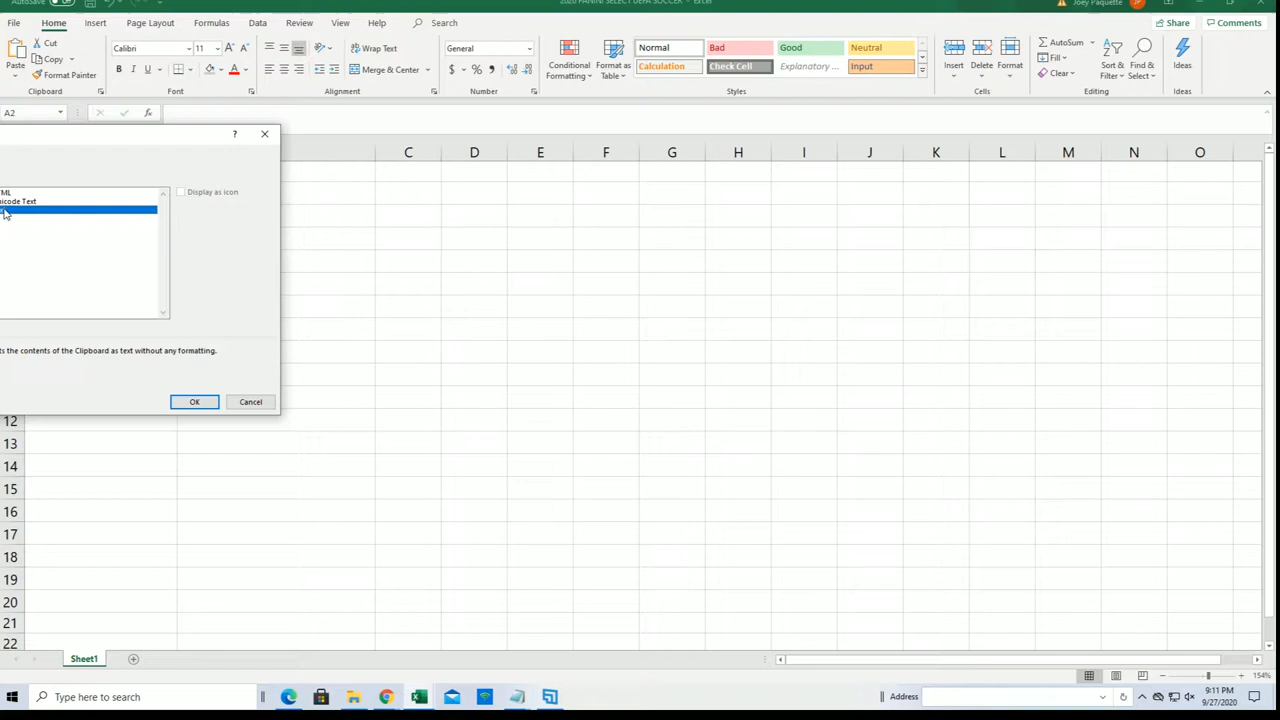 AutoSave
2020 PANINI SELECT UEFA SOCCER - Excel
Joey Paquette
JP
File Home Insert Page Layout Formulas Data Review View Help Search
Share Comments
Paste
Cut
Copy
Format Painter
Clipboard
Calibri 11
B I U
Font
Wrap Text
Merge & Center
Alignment
General
$ % ,
Number
Conditional Formatting
Format as Table
Normal Bad Good Neutral
Calculation Check Cell Explanatory ... Input
Styles
Insert Delete Format
Cells
AutoSum
Fill
Clear
Sort & Filter
Find & Select
Editing
Ideas
Ideas
A2
fx
?
C D E F G H I J K L M N O
Display as icon
icode Text
ts the contents of the Clipboard as text without any formatting.
OK Cancel
12
13
14
15
16
17
18
19
20
21
22
Sheet1
154%
Type here to search
Address
9:11 PM
9/27/2020